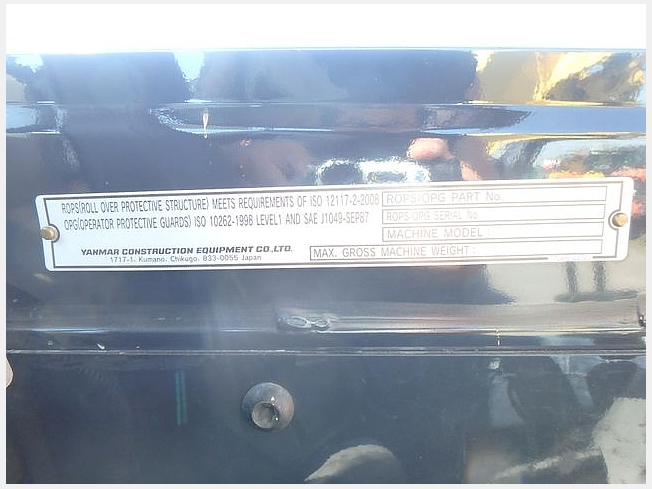 ROPS(ROLL OVER PROTECTIVE STRUCTURE) MEETS REQUIREMENTS OF ISO 12117-2-2008
OPG(OPERATOR PROTECTIVE GUARDS) ISO 10262-1998 LEVEL1 AND SAE J1049-SEP87
YANMAR CONSTRUCTION EQUIPMENT CO.,LTD.
1717-1, Kumano, Chikugo, 833-0055 Japan
ROPS/OPG PART No.
ROPS/OPG SERIAL No.
MACHINE MODEL
MAX. GROSS MACHINE WEIGHT :